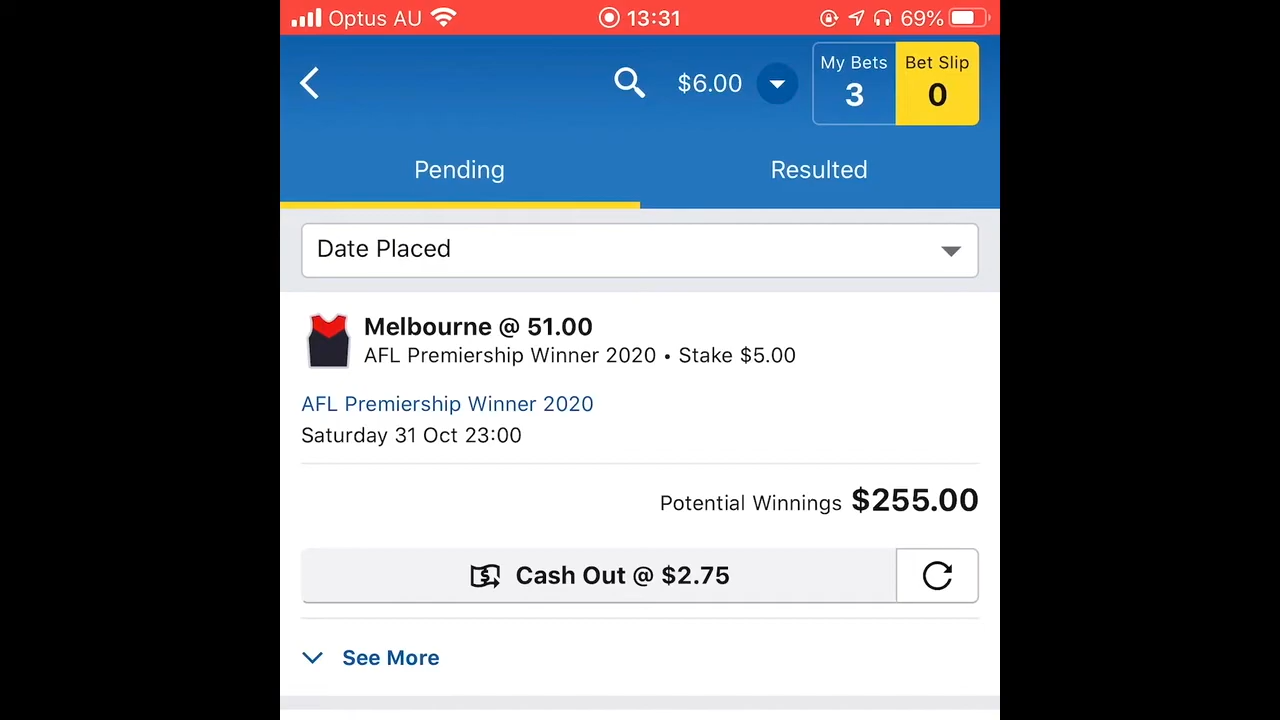 Optus AU 13:31 69%
$6.00 My Bets 3 Bet Slip 0
Pending Resulted
Date Placed
Melbourne @ 51.00
AFL Premiership Winner 2020 • Stake $5.00
AFL Premiership Winner 2020
Saturday 31 Oct 23:00
Potential Winnings $255.00
Cash Out @ $2.75
See More